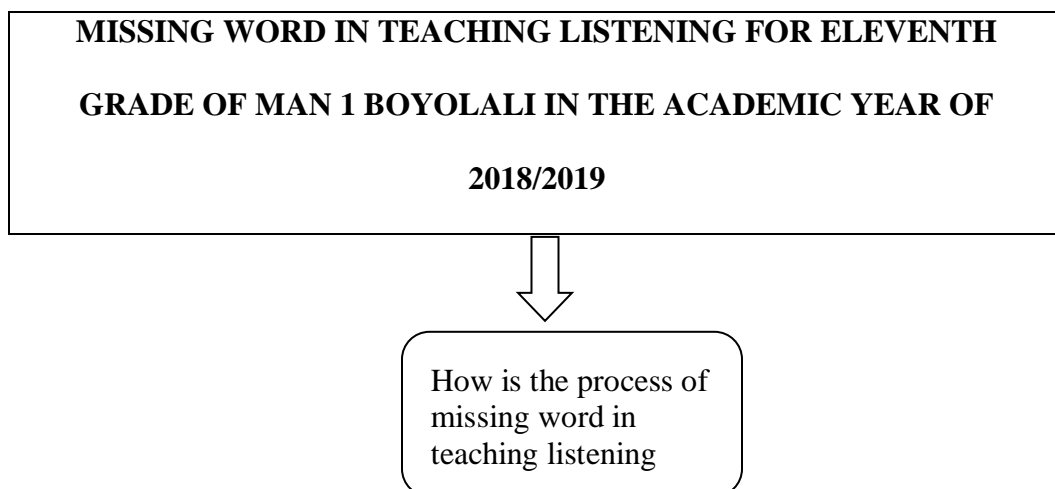 MISSING WORD IN TEACHING LISTENING FOR ELEVENTH
GRADE OF MAN 1 BOYOLALI IN THE ACADEMIC YEAR OF
2018/2019
How is the process of
missing word in
teaching listening